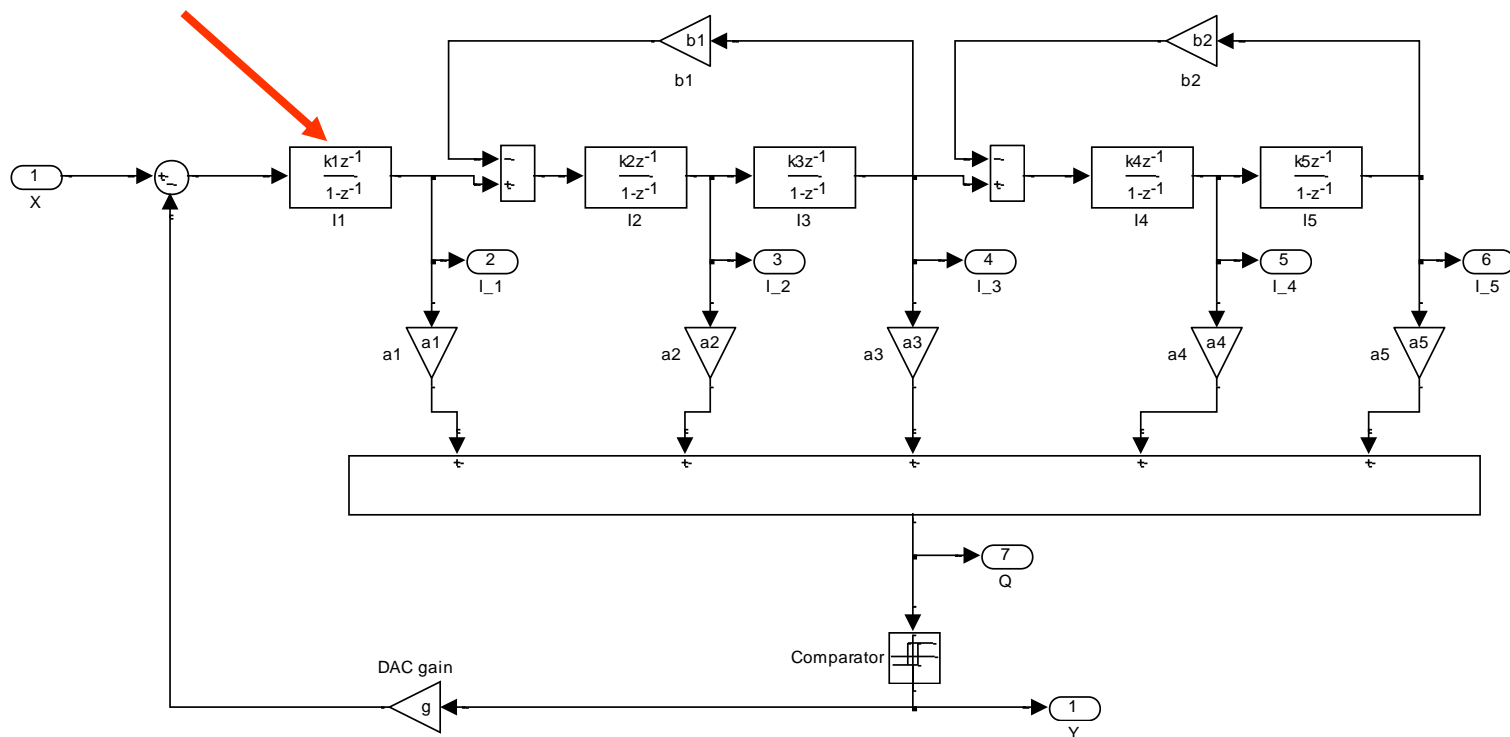 b1
b2
b1
b2
1
X
k1z-1
1-z-1
I1
k2z-1
1-z-1
I2
k3z-1
1-z-1
I3
k4z-1
1-z-1
I4
k5z-1
1-z-1
I5
2
I_1
3
I_2
4
I_3
5
I_4
6
I_5
a1 a1
a2 a2
a3 a3
a4 a4
a5 a5
7
Q
Comparator
DAC gain
g
1
Y